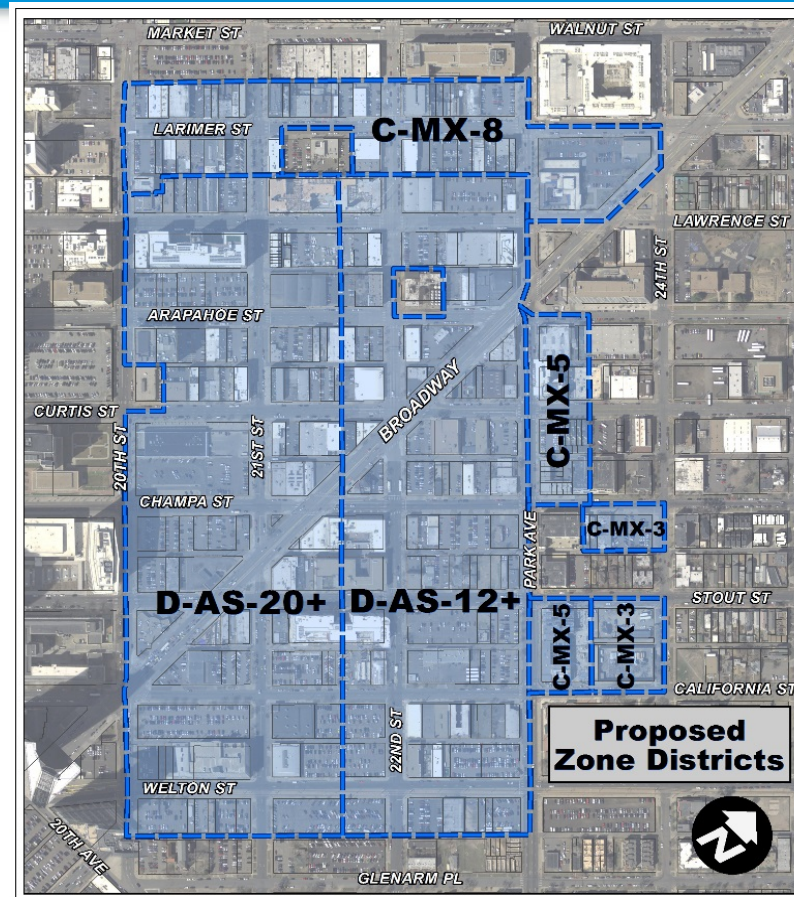 MARKET ST
WALNUT ST
LARIMER ST
C-MX-8
LAWRENCE ST
24TH ST
ARAPAHOE ST
BROADWAY
C-MX-5
CURTIS ST
20TH ST
21ST ST
CHAMPA ST
PARK AVE
C-MX-3
D-AS-20+
D-AS-12+
STOUT ST
C-MX-5
C-MX-3
CALIFORNIA ST
22ND ST
Proposed
Zone Districts
WELTON ST
20TH AVE
GLENARM PL
N